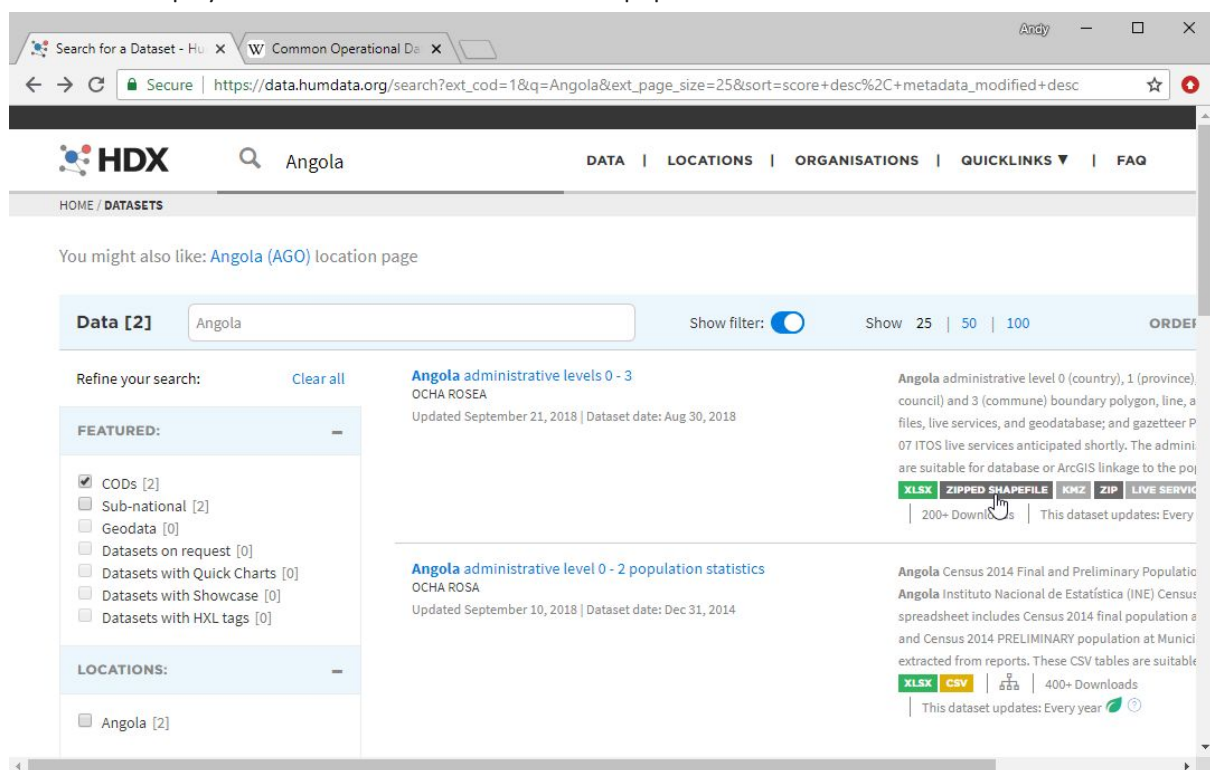 Andy
Search for a Dataset - Hu
Common Operational Da
Secure | https://data.humdata.org/search?ext_cod=1&q=Angola&ext_page_size=25&sort=score+desc%2C+metadata_modified+desc
HDX Angola DATA | LOCATIONS | ORGANISATIONS | QUICKLINKS ▼ | FAQ
HOME / DATASETS
You might also like: Angola (AGO) location page
Data [2] Angola Show filter: Show 25 | 50 | 100 ORDER
Refine your search: Clear all
FEATURED: –
CODs [2]
Sub-national [2]
Geodata [0]
Datasets on request [0]
Datasets with Quick Charts [0]
Datasets with Showcase [0]
Datasets with HXL tags [0]
LOCATIONS: –
Angola [2]
Angola administrative levels 0 - 3
OCHA ROSEA
Updated September 21, 2018 | Dataset date: Aug 30, 2018
Angola administrative level 0 (country), 1 (province),
council) and 3 (commune) boundary polygon, line, a
files, live services, and geodatabase; and gazetteer P
07 ITOS live services anticipated shortly. The admini
are suitable for database or ArcGIS linkage to the po
XLSX ZIPPED SHAPEFILE KMZ ZIP LIVE SERVIC
200+ Downloads | This dataset updates: Every
Angola administrative level 0 - 2 population statistics
OCHA ROSA
Updated September 10, 2018 | Dataset date: Dec 31, 2014
Angola Census 2014 Final and Preliminary Populatio
Angola Instituto Nacional de Estatística (INE) Census
spreadsheet includes Census 2014 final population a
and Census 2014 PRELIMINARY population at Munici
extracted from reports. These CSV tables are suitable
XLSX CSV | 400+ Downloads
This dataset updates: Every year